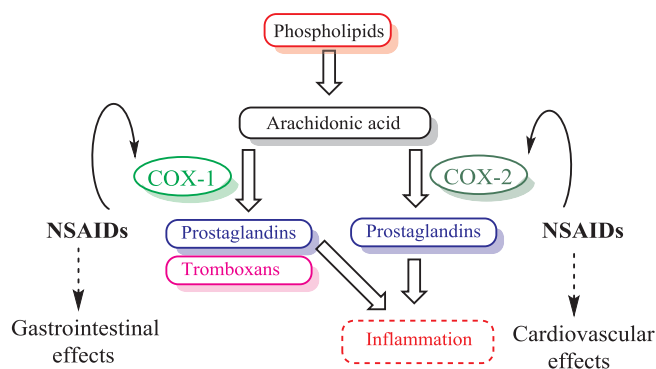 Phospholipids
Arachidonic acid
COX-1
COX-2
NSAIDs
Prostaglandins
Prostaglandins
NSAIDs
Tromboxans
Gastrointestinal
effects
Inflammation
Cardiovascular
effects